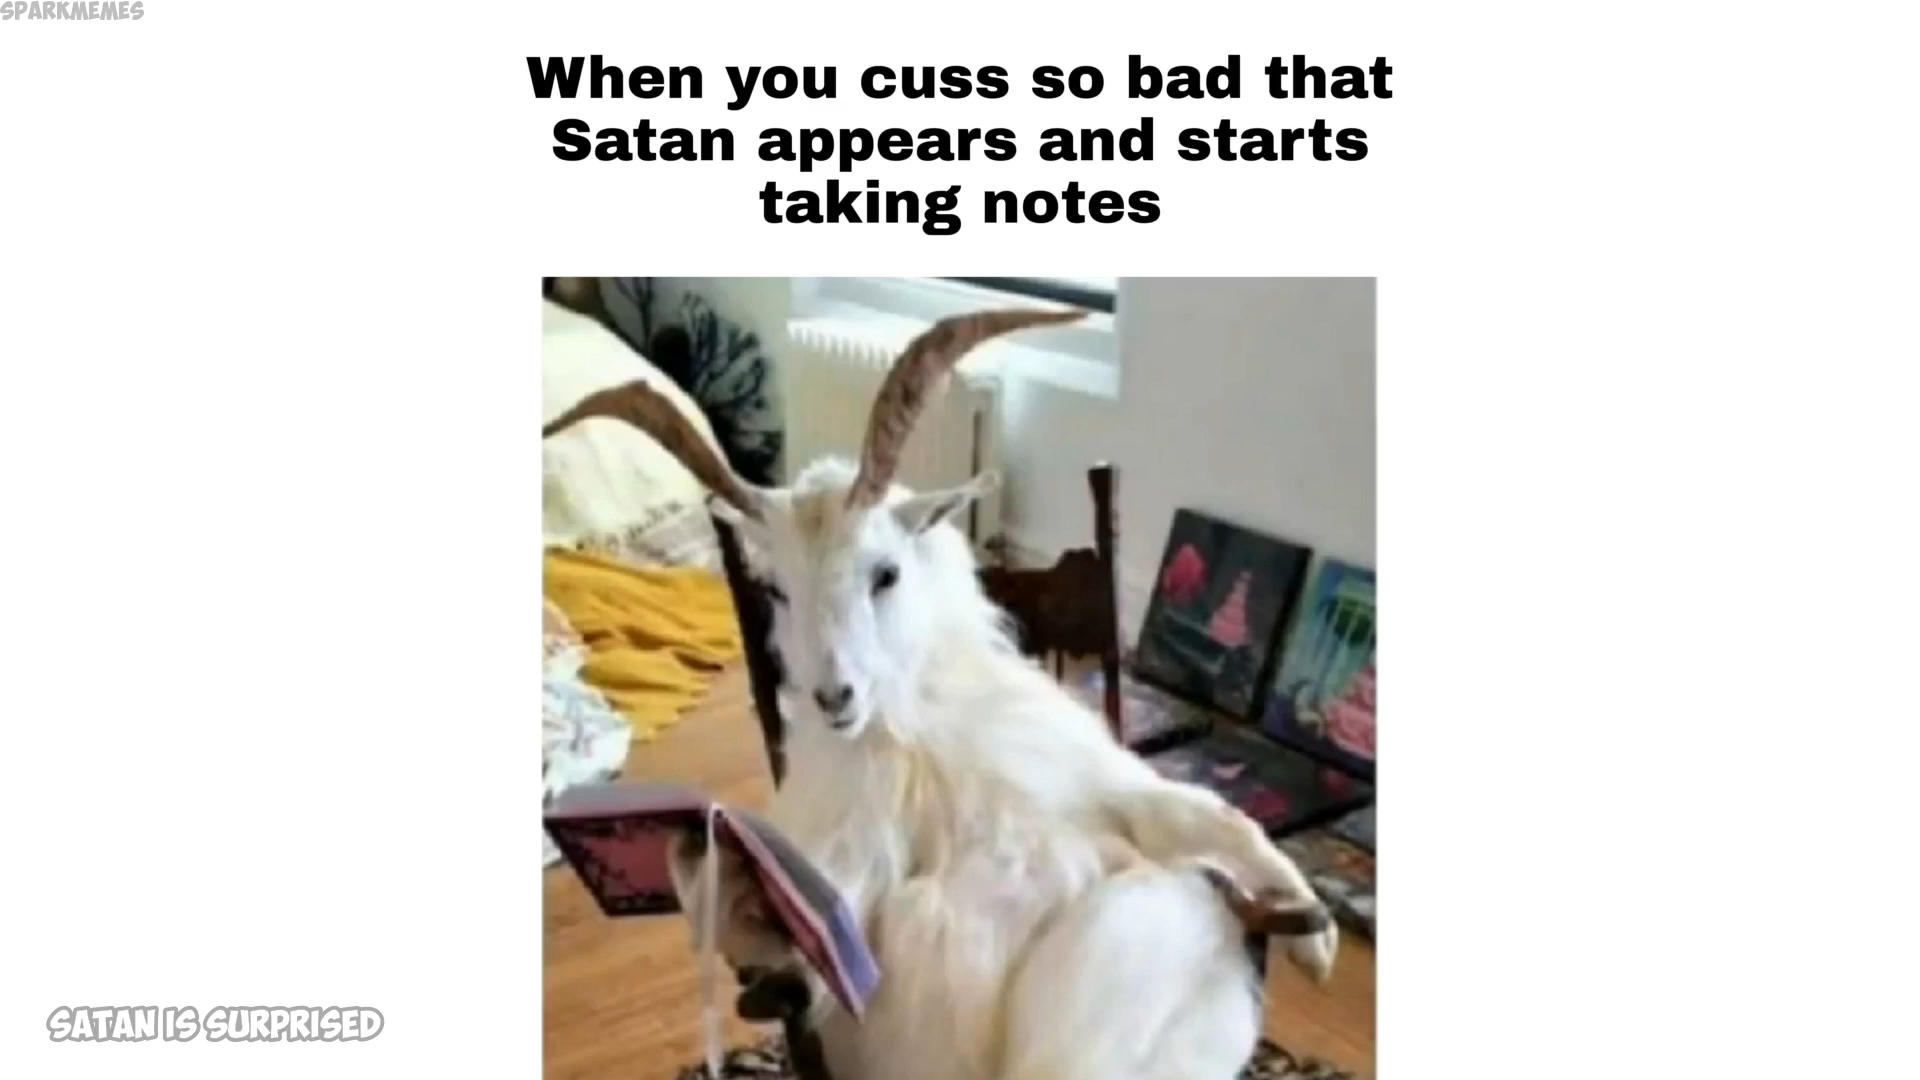 SPARKMEMES
When you cuss so bad that
Satan appears and starts
taking notes
SATAN IS SURPRISED